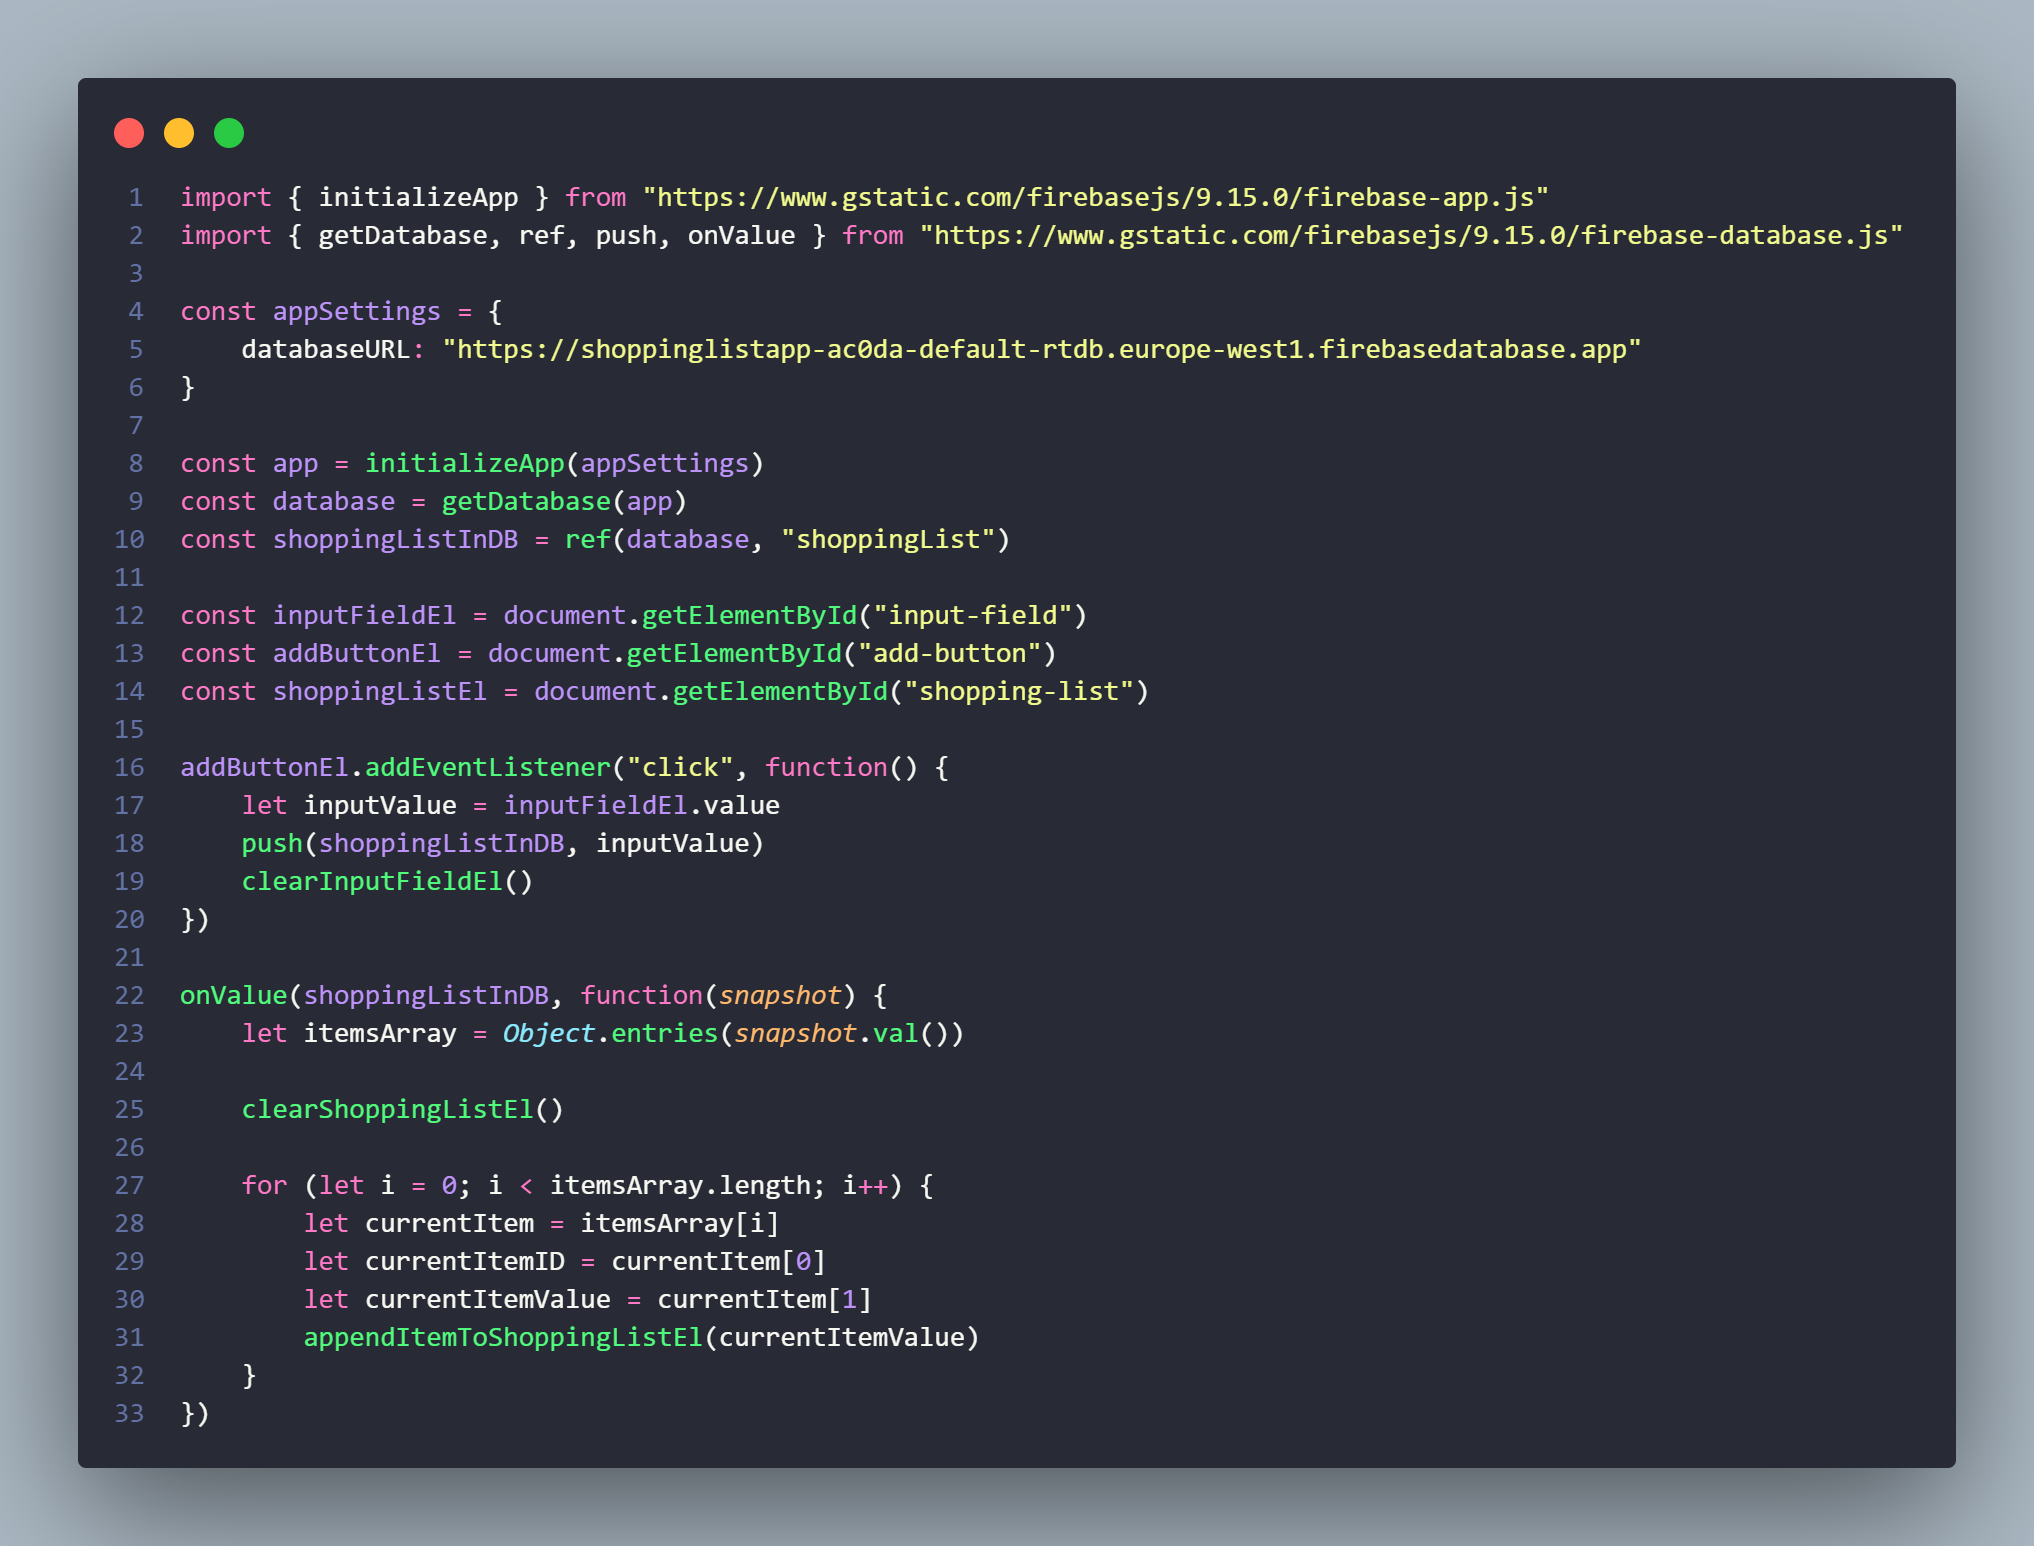 1 import { initializeApp } from "https://www.gstatic.com/firebasejs/9.15.0/firebase-app.js"
2 import { getDatabase, ref, push, onValue } from "https://www.gstatic.com/firebasejs/9.15.0/firebase-database.js"
3
4 const appSettings = {
5     databaseURL: "https://shoppinglistapp-ac0da-default-rtdb.europe-west1.firebasedatabase.app"
6 }
7
8 const app = initializeApp(appSettings)
9 const database = getDatabase(app)
10 const shoppingListInDB = ref(database, "shoppingList")
11
12 const inputFieldEl = document.getElementById("input-field")
13 const addButtonEl = document.getElementById("add-button")
14 const shoppingListEl = document.getElementById("shopping-list")
15
16 addButtonEl.addEventListener("click", function() {
17     let inputValue = inputFieldEl.value
18     push(shoppingListInDB, inputValue)
19     clearInputFieldEl()
20 })
21
22 onValue(shoppingListInDB, function(snapshot) {
23     let itemsArray = Object.entries(snapshot.val())
24
25     clearShoppingListEl()
26
27     for (let i = 0; i < itemsArray.length; i++) {
28         let currentItem = itemsArray[i]
29         let currentItemID = currentItem[0]
30         let currentItemValue = currentItem[1]
31         appendItemToShoppingListEl(currentItemValue)
32     }
33 })